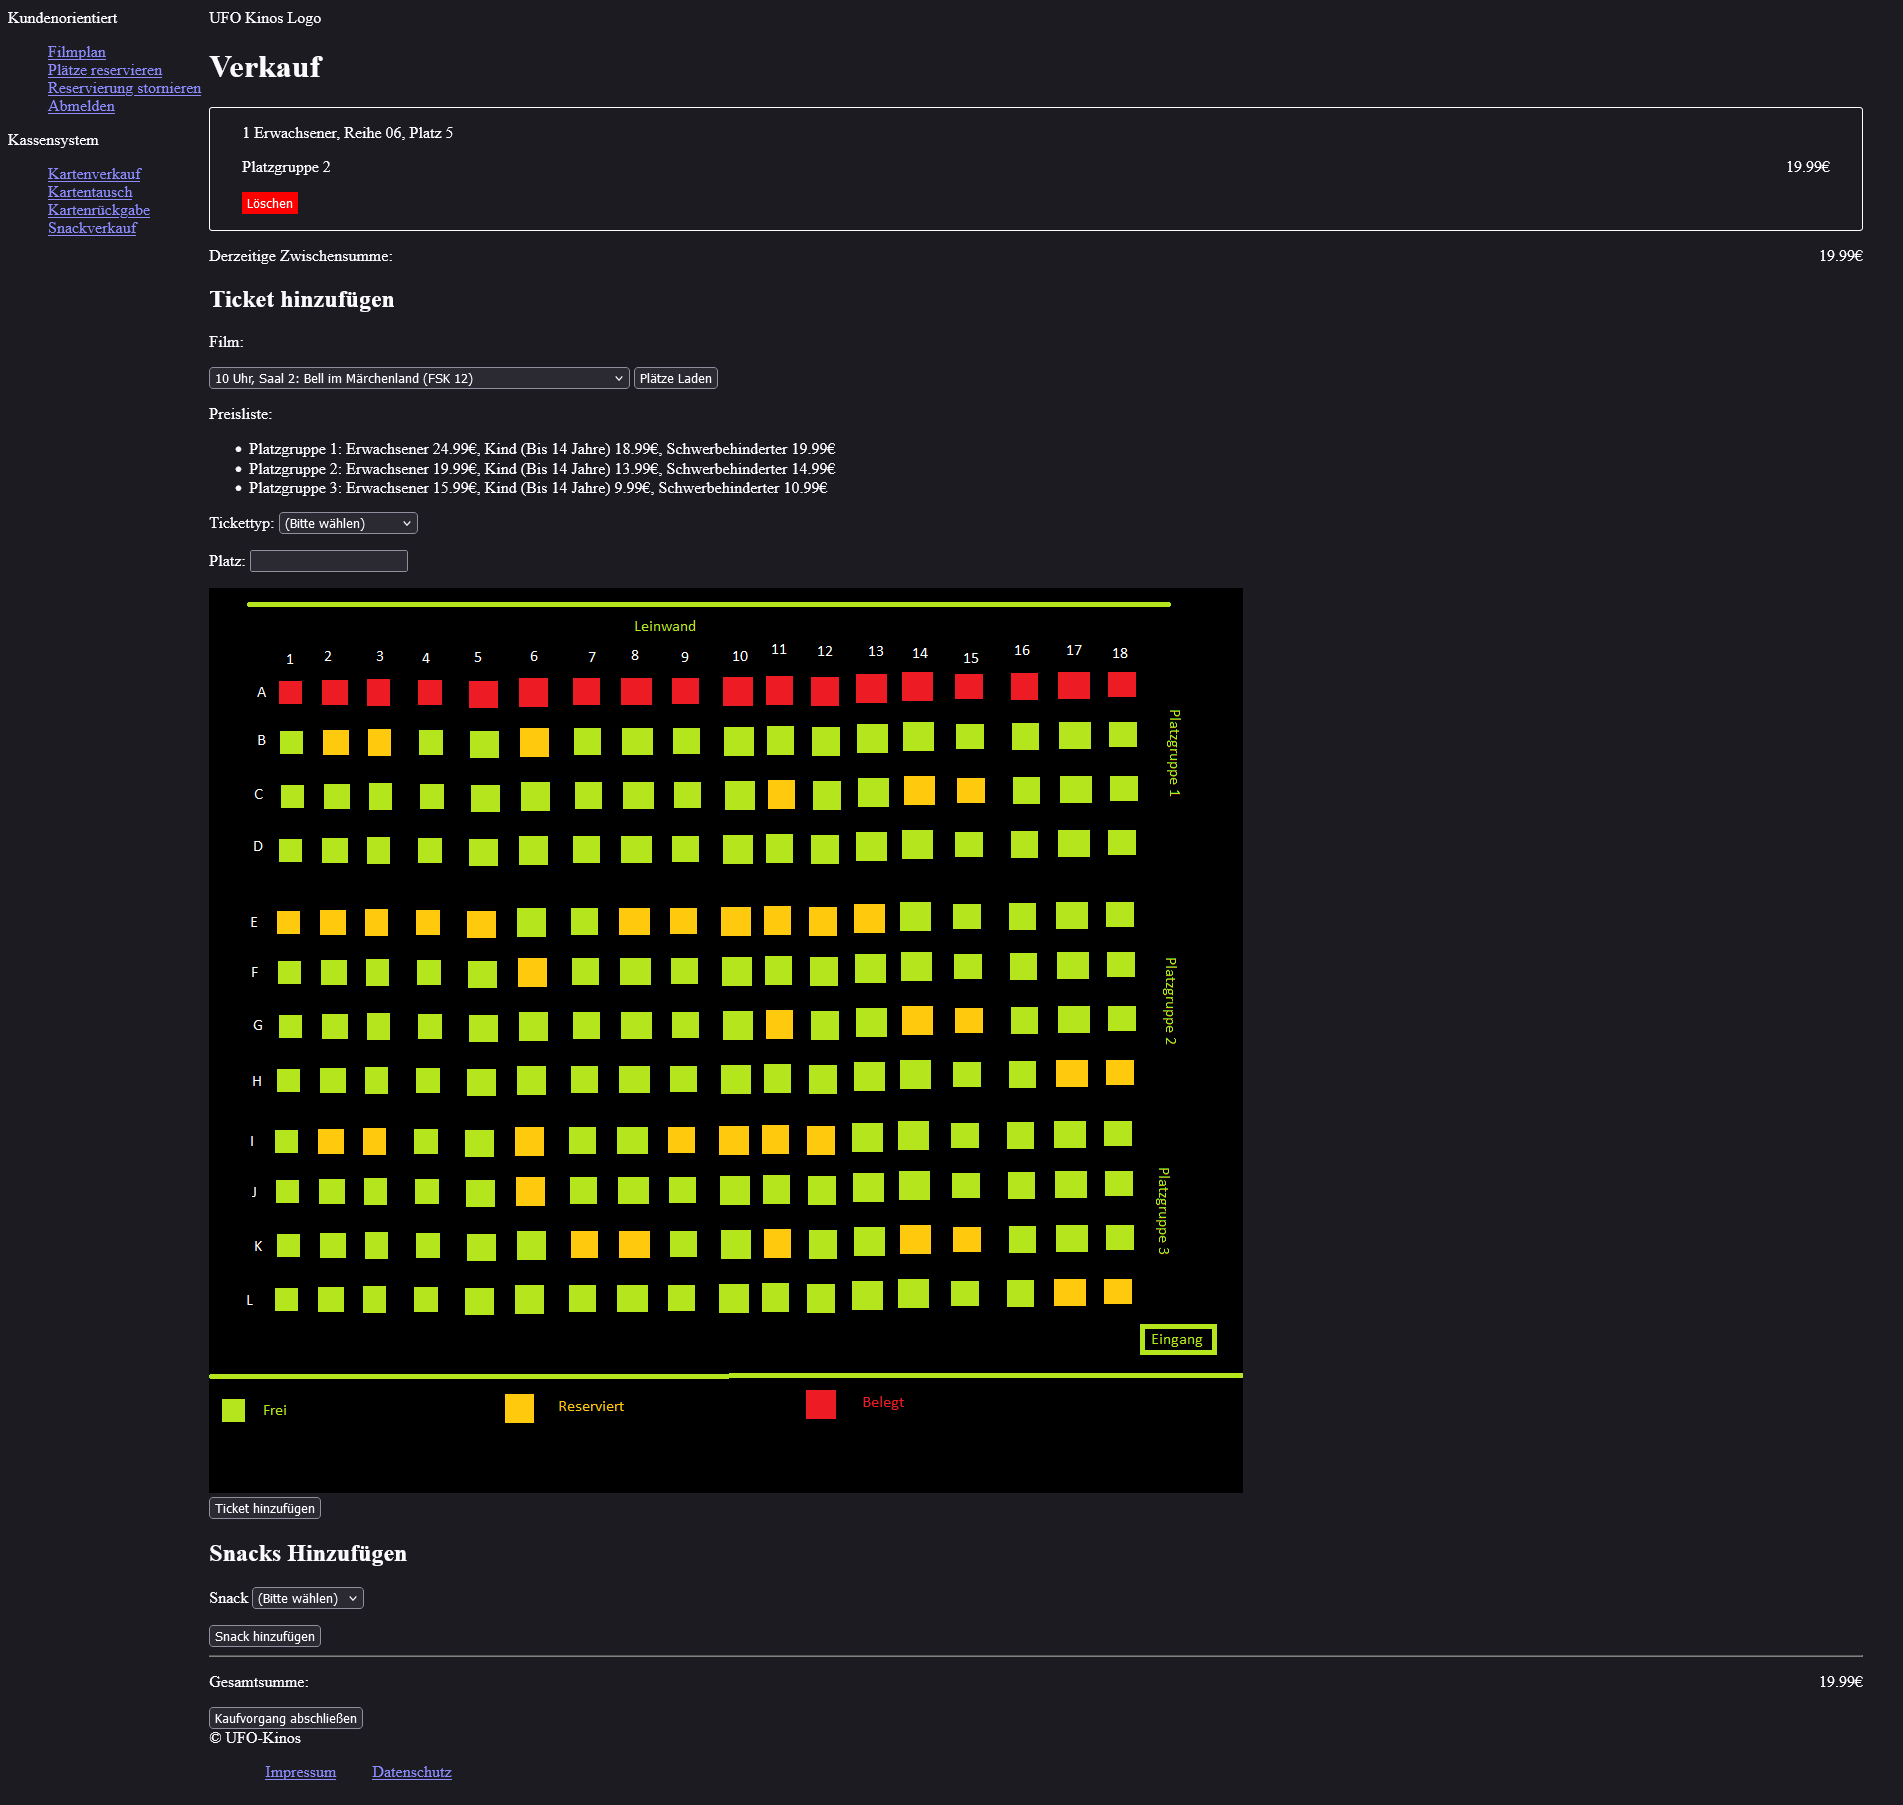 Kundenorientiert
Filmplan
Plätze reservieren
Reservierung stornieren
Abmelden
Kassensystem
Kartenverkauf
Kartentausch
Kartenrückgabe
Snackverkauf
UFO Kinos Logo
Verkauf
1 Erwachsener, Reihe 06, Platz 5
Platzgruppe 2 19.99€
Löschen
Derzeitige Zwischensumme: 19.99€
Ticket hinzufügen
Film:
10 Uhr, Saal 2: Bell im Märchenland (FSK 12) Plätze Laden
Preisliste:
• Platzgruppe 1: Erwachsener 24.99€, Kind (Bis 14 Jahre) 18.99€, Schwerbehinderter 19.99€
• Platzgruppe 2: Erwachsener 19.99€, Kind (Bis 14 Jahre) 13.99€, Schwerbehinderter 14.99€
• Platzgruppe 3: Erwachsener 15.99€, Kind (Bis 14 Jahre) 9.99€, Schwerbehinderter 10.99€
Tickettyp: (Bitte wählen)
Platz:
Leinwand
1 2 3 4 5 6 7 8 9 10 11 12 13 14 15 16 17 18
A
B
C
D
Platzgruppe 1
E
F
G
H
Platzgruppe 2
I
J
K
L
Platzgruppe 3
Eingang
Frei Reserviert Belegt
Ticket hinzufügen
Snacks Hinzufügen
Snack (Bitte wählen)
Snack hinzufügen
Gesamtsumme: 19.99€
Kaufvorgang abschließen
© UFO-Kinos
Impressum Datenschutz